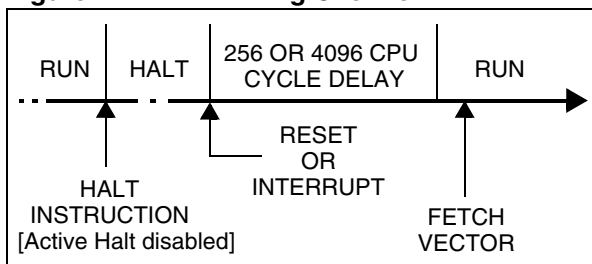 RUN
HALT
256 OR 4096 CPU
CYCLE DELAY
RUN
RESET
OR
INTERRUPT
HALT
INSTRUCTION
[Active Halt disabled]
FETCH
VECTOR